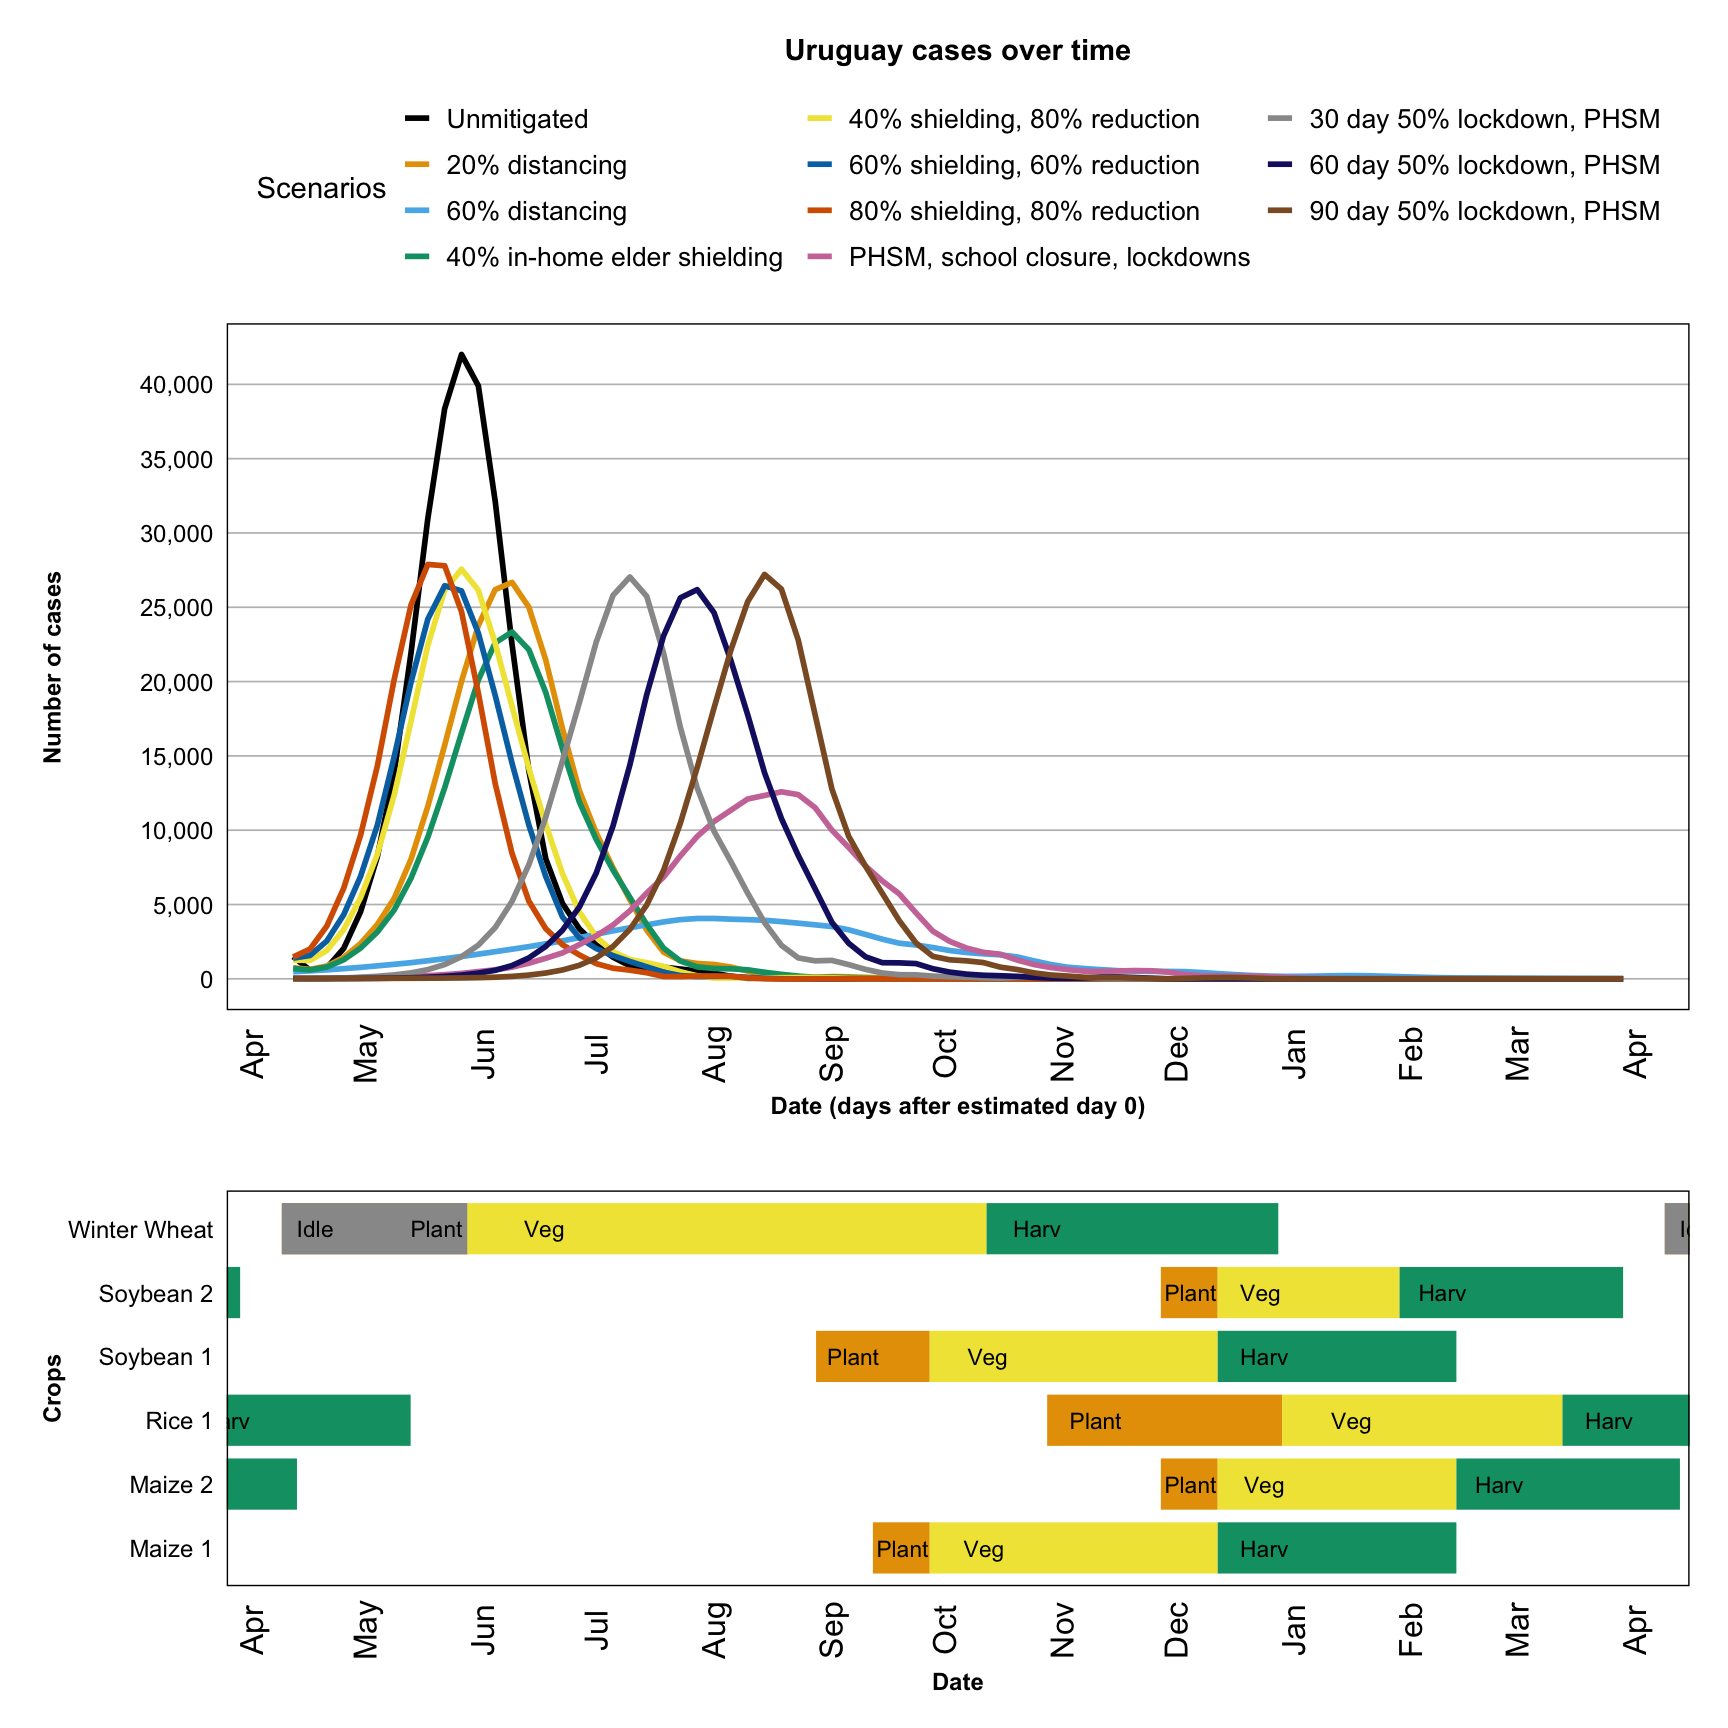 Uruguay cases over time
Scenarios
Unmitigated
20% distancing
60% distancing
40% in-home elder shielding
40% shielding, 80% reduction
60% shielding, 60% reduction
80% shielding, 80% reduction
PHSM, school closure, lockdowns
30 day 50% lockdown, PHSM
60 day 50% lockdown, PHSM
90 day 50% lockdown, PHSM
Number of cases
40,000
35,000
30,000
25,000
20,000
15,000
10,000
5,000
0
Apr May Jun Jul Aug Sep Oct Nov Dec Jan Feb Mar Apr
Date (days after estimated day 0)
Crops
Winter Wheat Idle Plant Veg Harv
Soybean 2 Plant Veg Harv
Soybean 1 Plant Veg Harv
Rice 1 arv Plant Veg Harv
Maize 2 Plant Veg Harv
Maize 1 Plant Veg Harv
Apr May Jun Jul Aug Sep Oct Nov Dec Jan Feb Mar Apr
Date